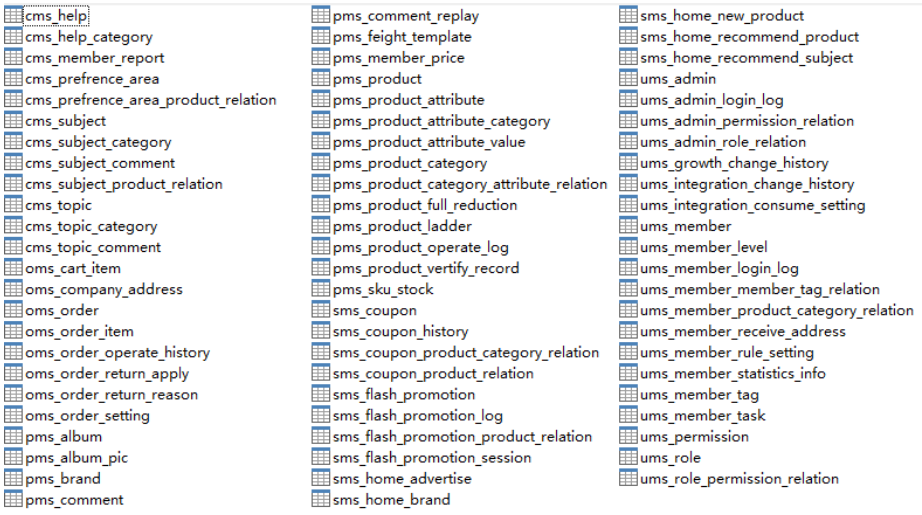 cms_help
cms_help_category
cms_member_report
cms_prefrence_area
cms_prefrence_area_product_relation
cms_subject
cms_subject_category
cms_subject_comment
cms_subject_product_relation
cms_topic
cms_topic_category
cms_topic_comment
oms_cart_item
oms_company_address
oms_order
oms_order_item
oms_order_operate_history
oms_order_return_apply
oms_order_return_reason
oms_order_setting
pms_album
pms_album_pic
pms_brand
pms_comment
pms_comment_replay
pms_feight_template
pms_member_price
pms_product
pms_product_attribute
pms_product_attribute_category
pms_product_attribute_value
pms_product_category
pms_product_category_attribute_relation
pms_product_full_reduction
pms_product_ladder
pms_product_operate_log
pms_product_vertify_record
pms_sku_stock
sms_coupon
sms_coupon_history
sms_coupon_product_category_relation
sms_coupon_product_relation
sms_flash_promotion
sms_flash_promotion_log
sms_flash_promotion_product_relation
sms_flash_promotion_session
sms_home_advertise
sms_home_brand
sms_home_new_product
sms_home_recommend_product
sms_home_recommend_subject
ums_admin
ums_admin_login_log
ums_admin_permission_relation
ums_admin_role_relation
ums_growth_change_history
ums_integration_change_history
ums_integration_consume_setting
ums_member
ums_member_level
ums_member_login_log
ums_member_member_tag_relation
ums_member_product_category_relation
ums_member_receive_address
ums_member_rule_setting
ums_member_statistics_info
ums_member_tag
ums_member_task
ums_permission
ums_role
ums_role_permission_relation